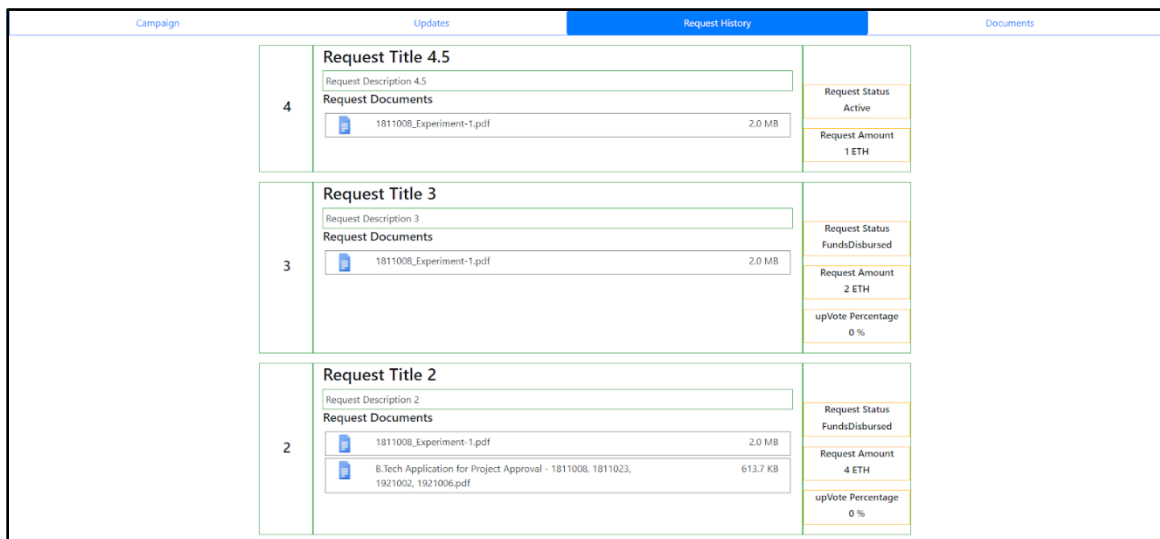 Campaign Updates Request History Documents
4
Request Title 4.5
Request Description 4.5
Request Documents
1811008_Experiment-1.pdf 2.0 MB
Request Status
Active
Request Amount
1 ETH
3
Request Title 3
Request Description 3
Request Documents
1811008_Experiment-1.pdf 2.0 MB
Request Status
FundsDisbursed
Request Amount
2 ETH
upVote Percentage
0 %
2
Request Title 2
Request Description 2
Request Documents
1811008_Experiment-1.pdf 2.0 MB
B.Tech Application for Project Approval - 1811008, 1811023, 613.7 KB
1921002, 1921006.pdf
Request Status
FundsDisbursed
Request Amount
4 ETH
upVote Percentage
0 %